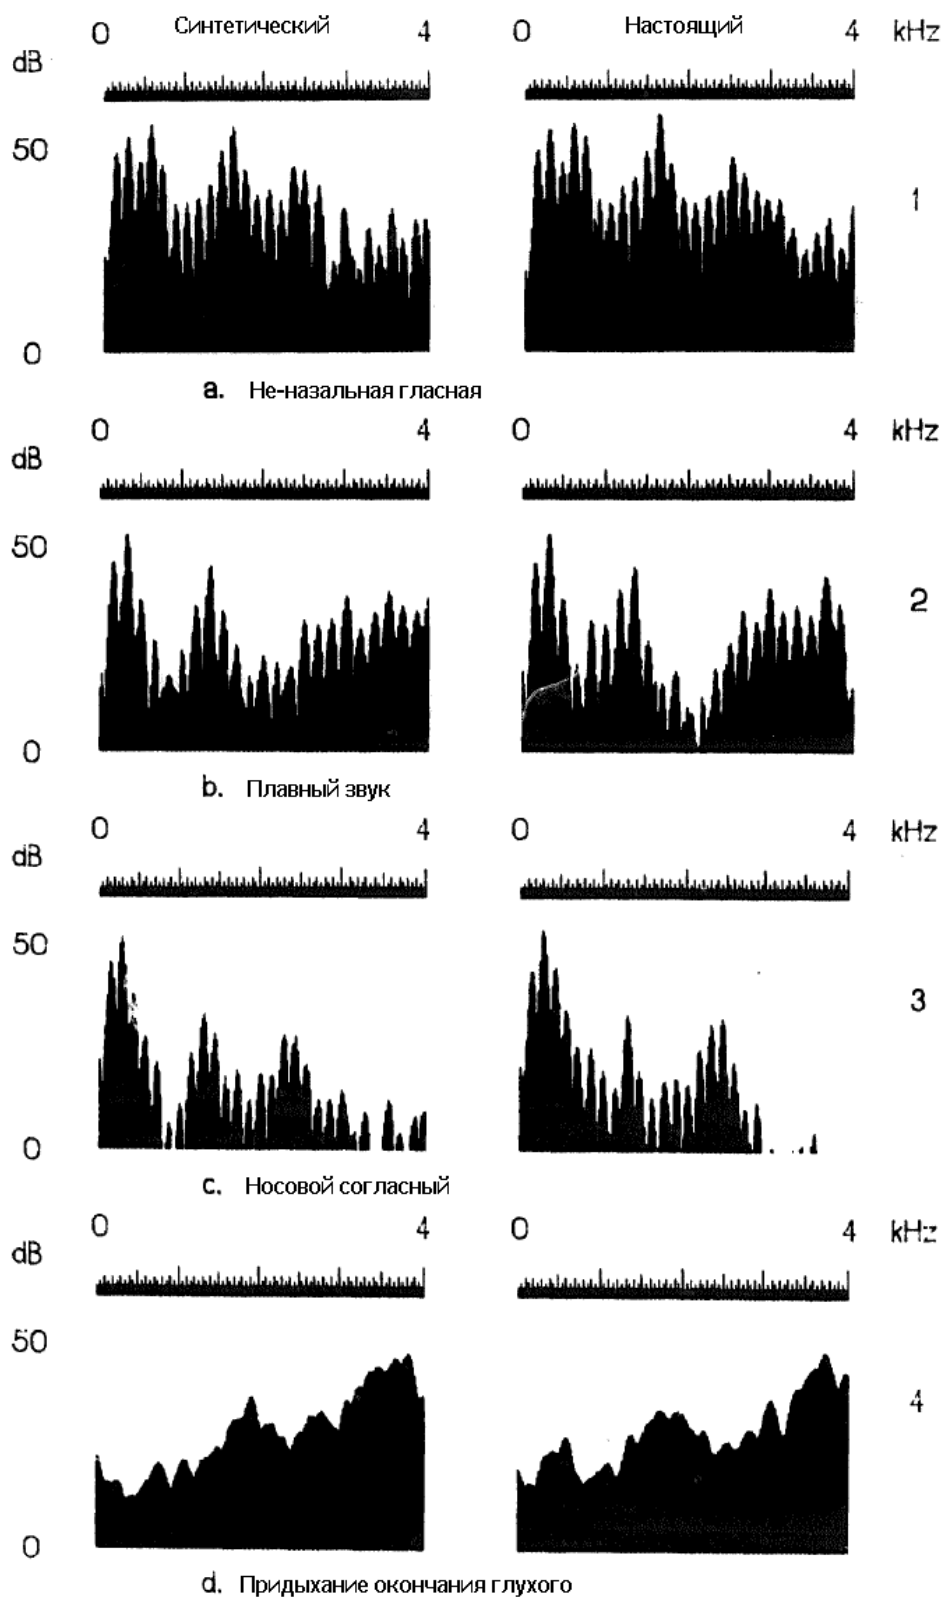 0 Синтетический 4 0 Настоящий 4 kHz
dB
50
1
0
a. Не-назальная гласная
0 4 0 4 kHz
dB
50
2
0
b. Плавный звук
0 4 0 4 kHz
dB
50
3
0
c. Носовой согласный
0 4 0 4 kHz
dB
50
4
0
d. Придыхание окончания глухого